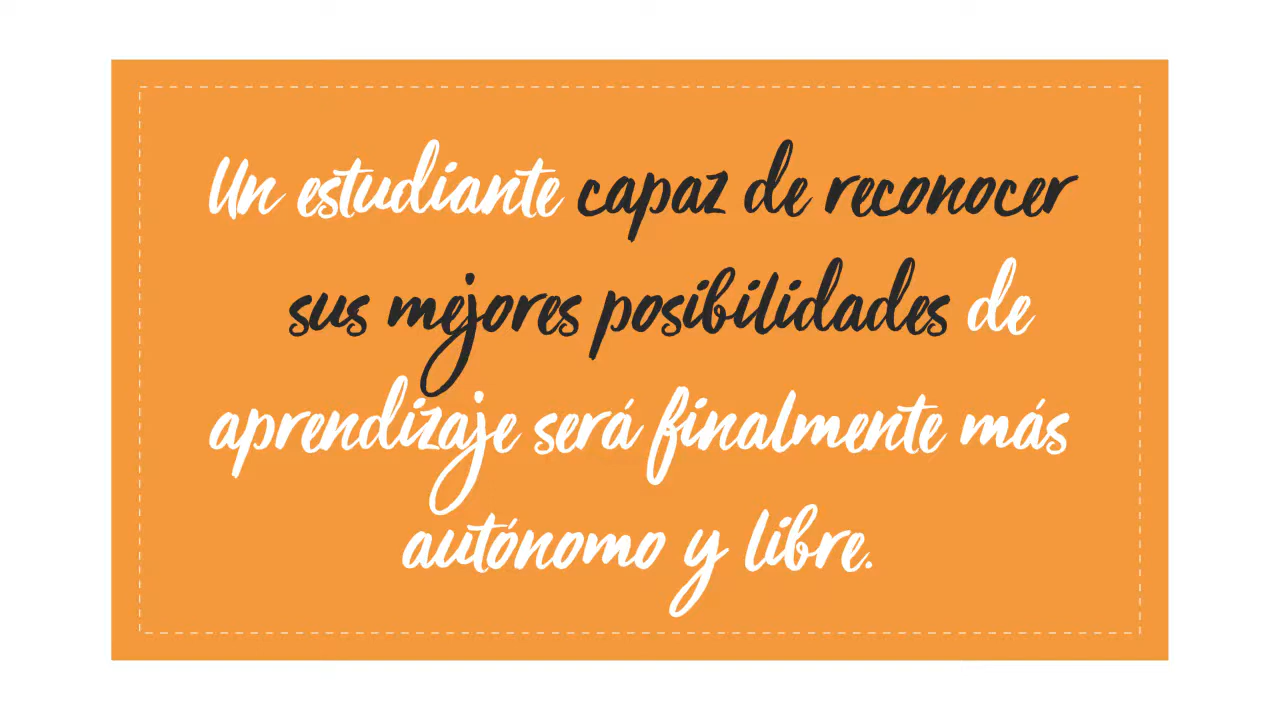 Un estudiante capaz de reconocer
sus mejores posibilidades de
aprendizaje será finalmente más
autónomo y libre.